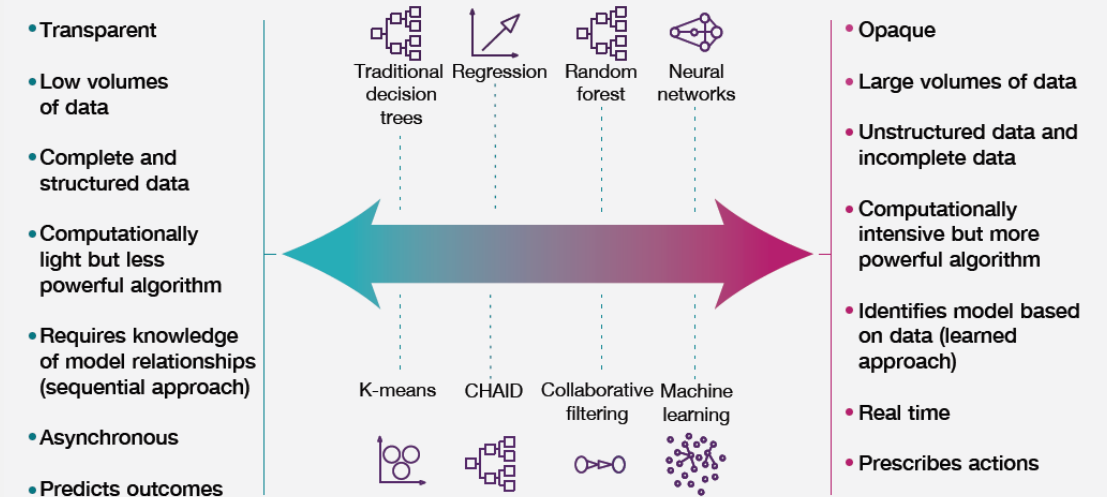 • Transparent
• Low volumes
of data
• Complete and
structured data
• Computationally
light but less
powerful algorithm
• Requires knowledge
of model relationships
(sequential approach)
• Asynchronous
• Predicts outcomes
Traditional
decision
trees
Regression
Random
forest
Neural
networks
K-means
CHAID
Collaborative
filtering
Machine
learning
• Opaque
• Large volumes of data
• Unstructured data and
incomplete data
• Computationally
intensive but more
powerful algorithm
• Identifies model based
on data (learned
approach)
• Real time
• Prescribes actions